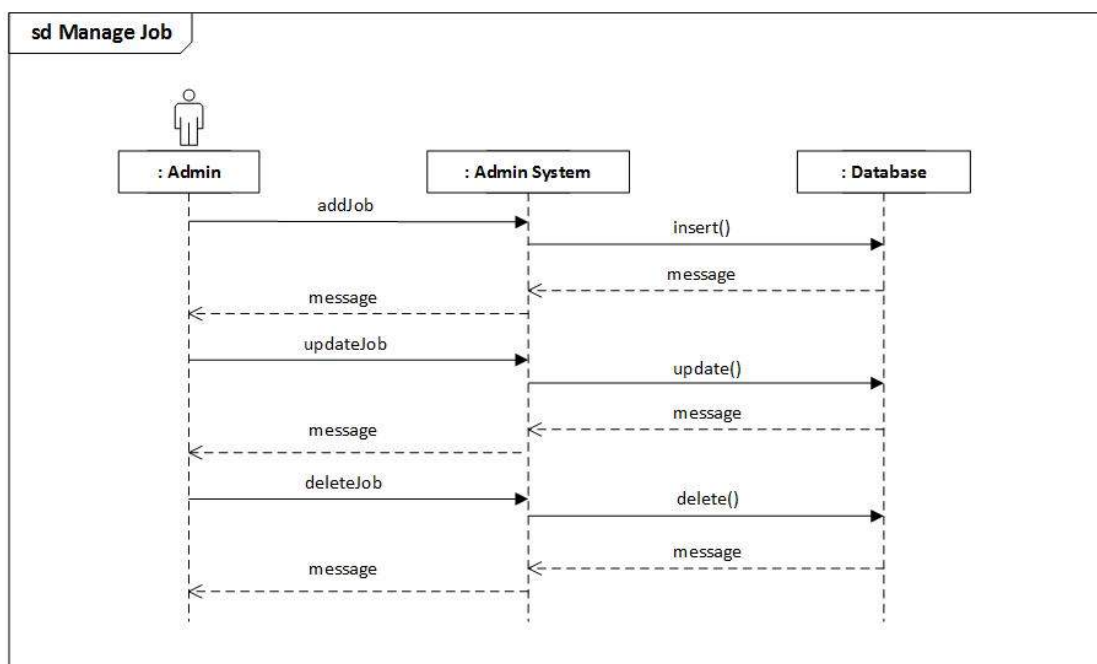 sd Manage Job
: Admin
: Admin System
: Database
addJob
insert()
message
message
updateJob
update()
message
message
deleteJob
delete()
message
message